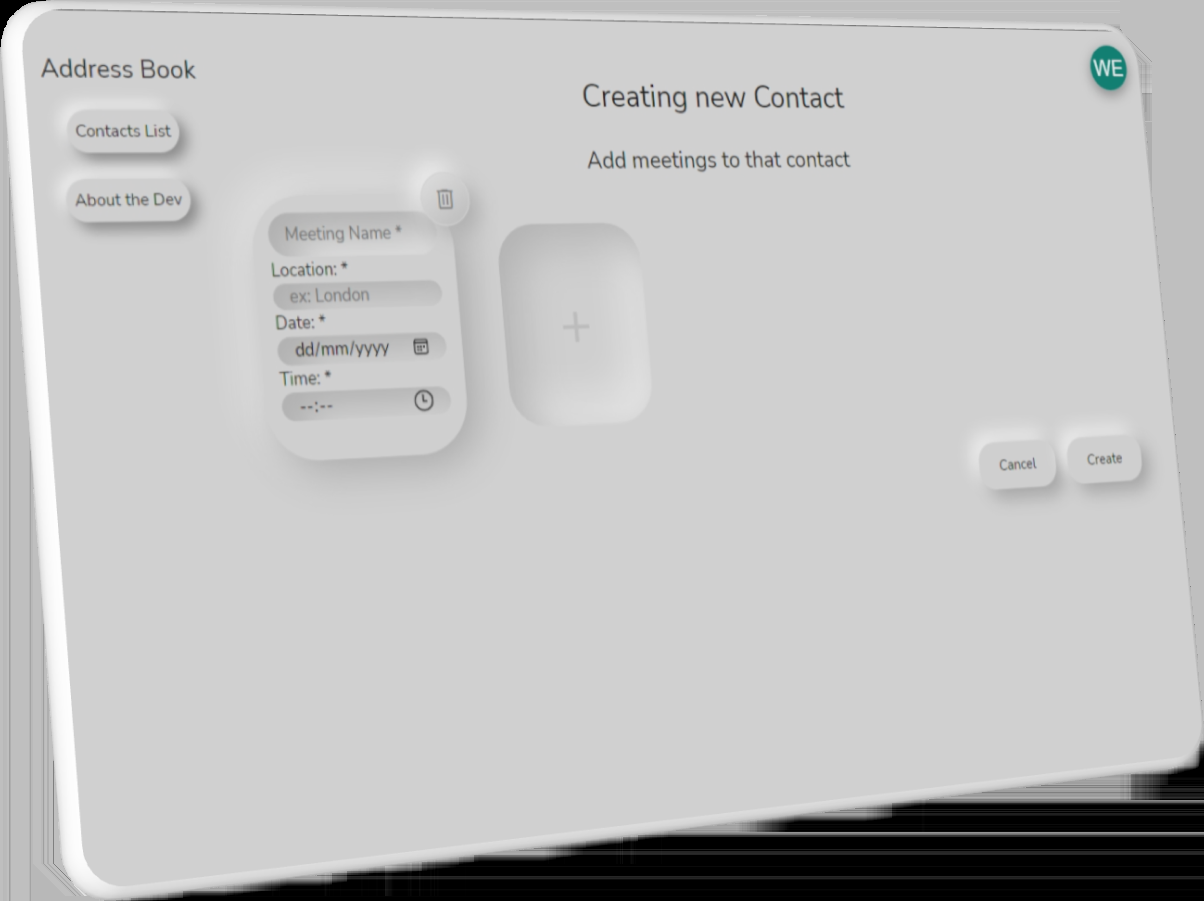 Address Book
WE
Creating new Contact
Contacts List
Add meetings to that contact
About the Dev
Meeting Name *
Location: *
ex: London
Date: *
dd/mm/yyyy
Time: *
--:--
+
Cancel
Create